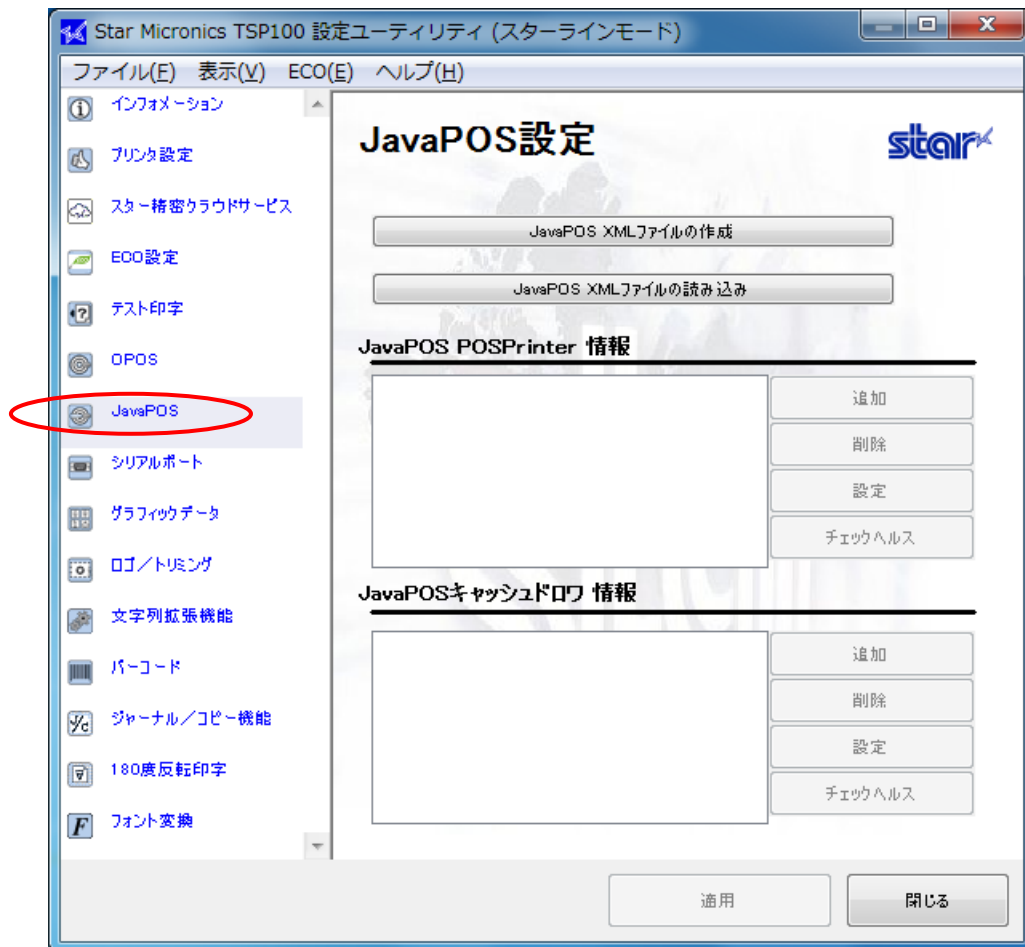 Star Micronics TSP100 設定ユーティリティ (スターラインモード)
ファイル(F) 表示(V) ECO(E) ヘルプ(H)
インフォメーション
プリンタ設定
スター精密クラウドサービス
ECO設定
テスト印字
OPOS
JavaPOS
シリアルポート
グラフィックデータ
ロゴ/トリミング
文字列拡張機能
バーコード
ジャーナル/コピー機能
180度反転印字
フォント変換
JavaPOS設定
star
JavaPOS XMLファイルの作成
JavaPOS XMLファイルの読み込み
JavaPOS POSPrinter 情報
追加
削除
設定
チェックヘルス
JavaPOSキャッシュドロワ 情報
追加
削除
設定
チェックヘルス
適用
閉じる